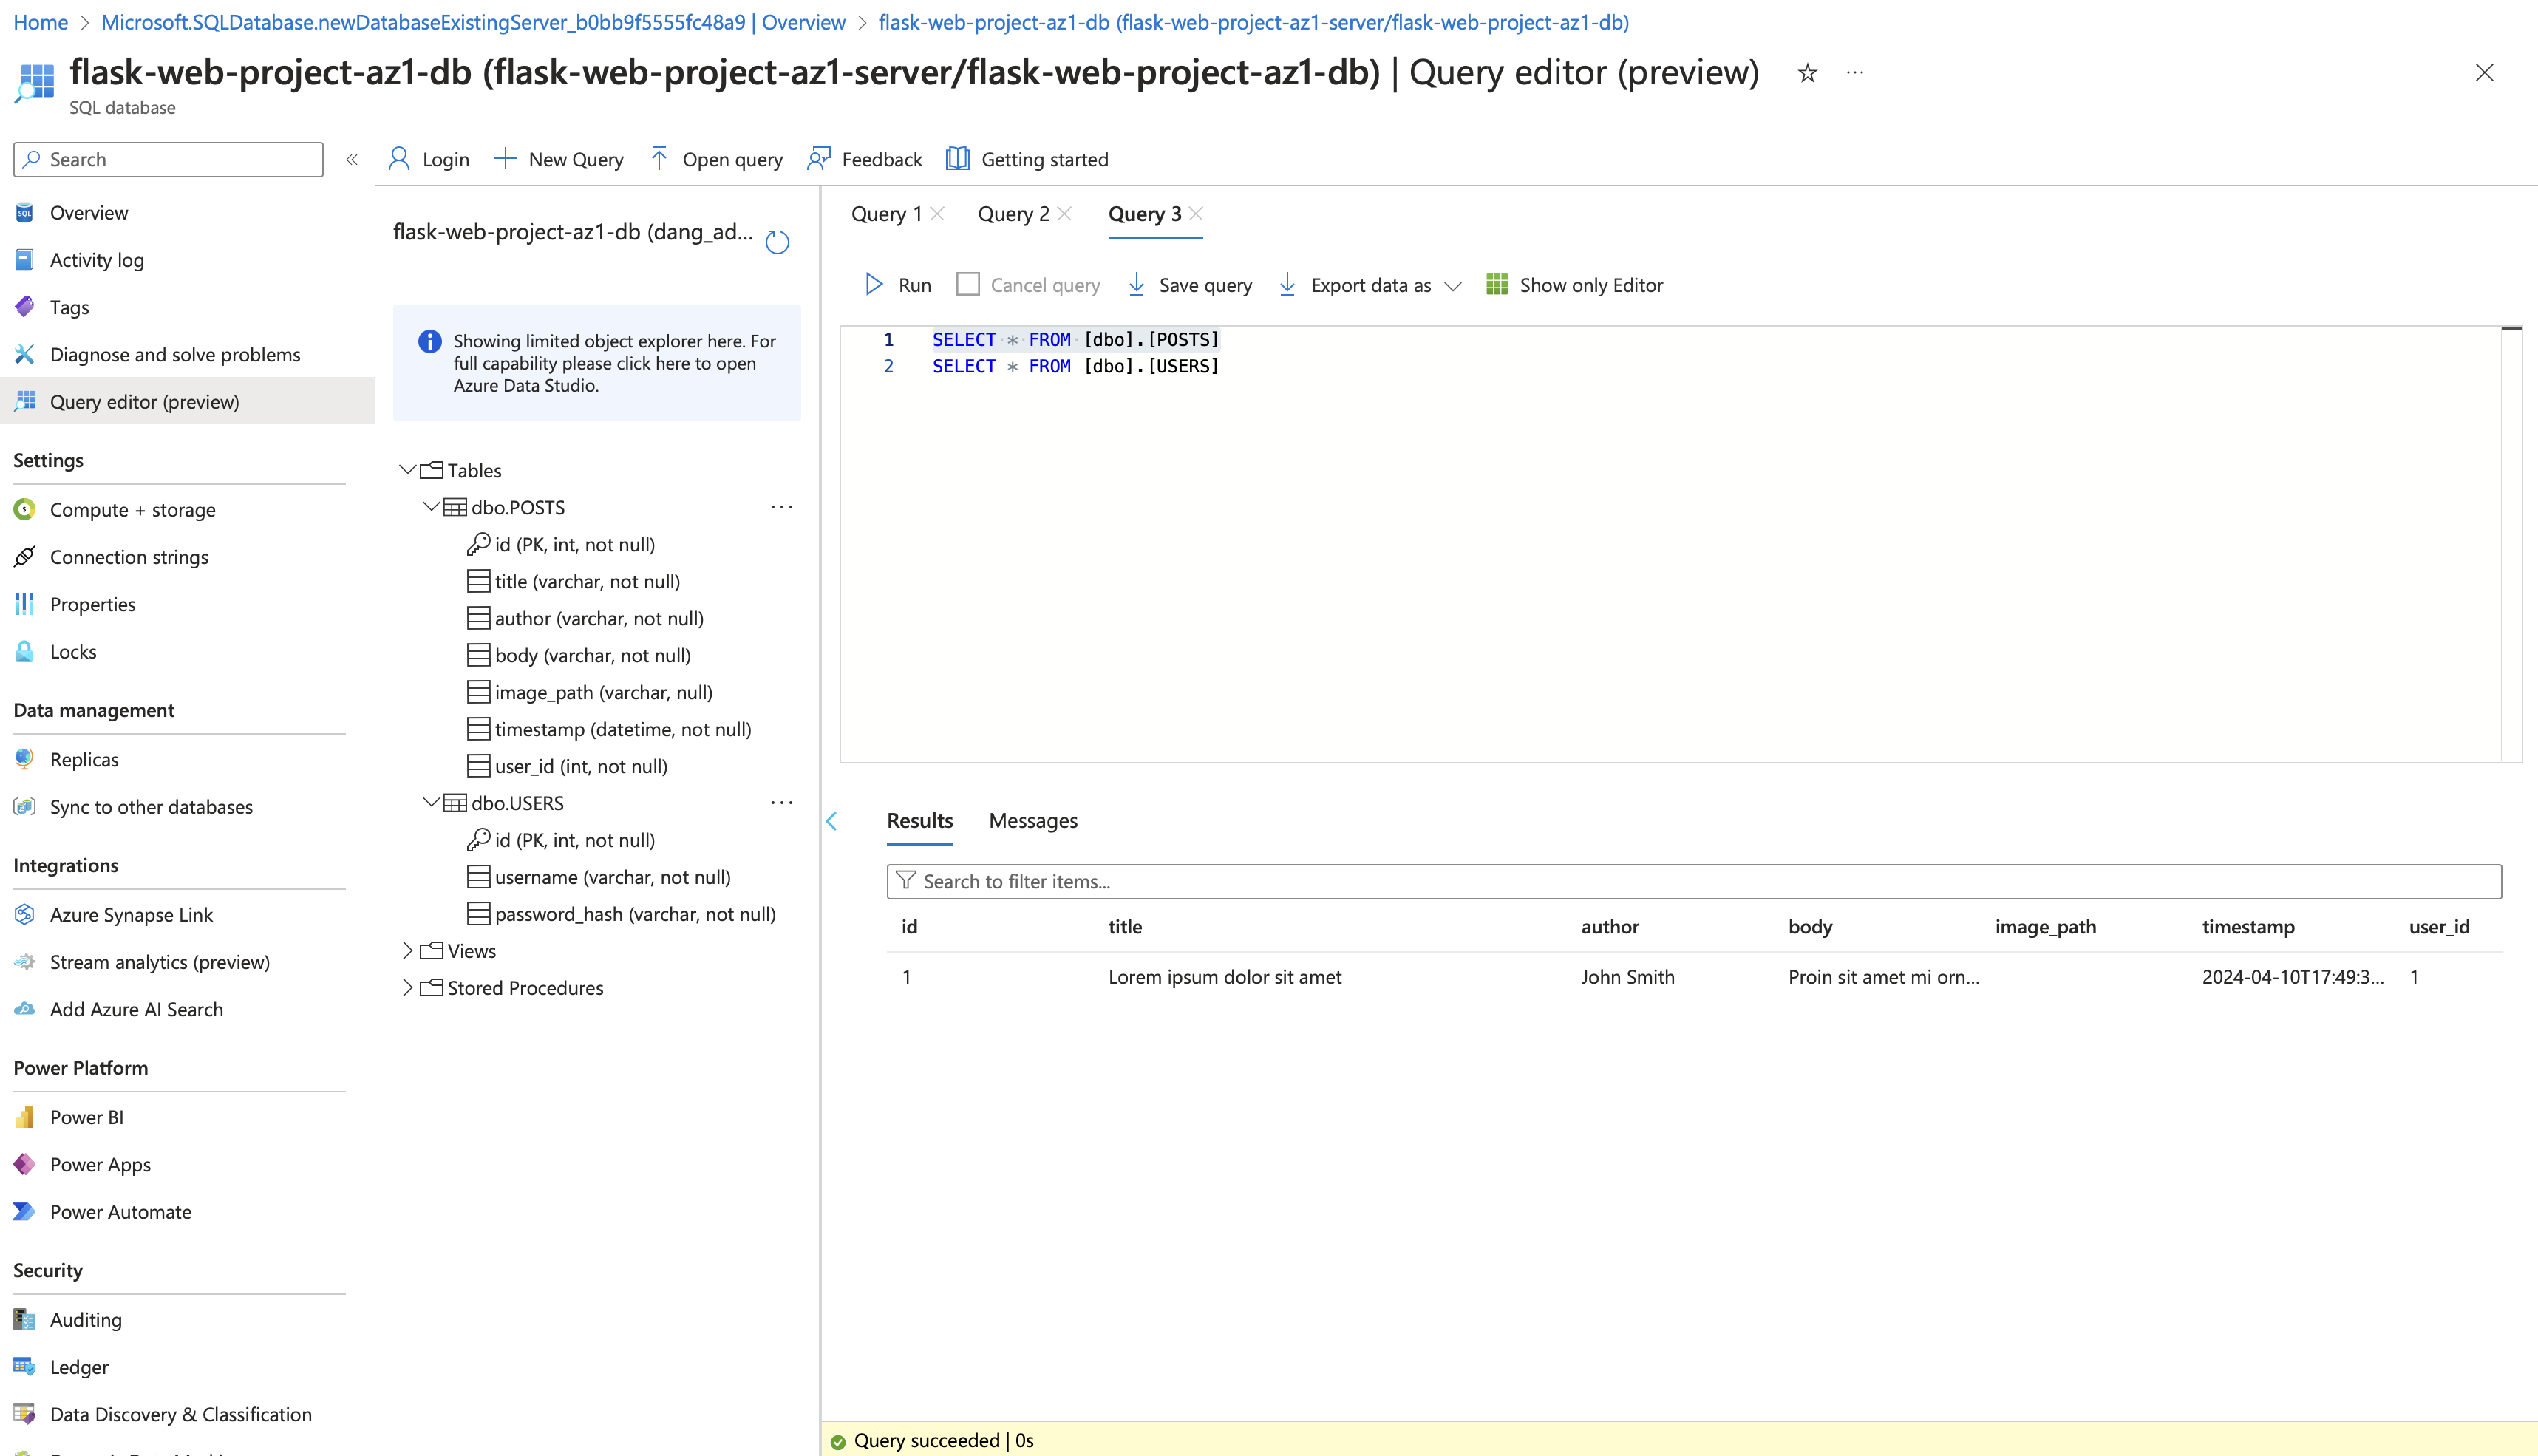 Home > Microsoft.SQLDatabase.newDatabaseExistingServer_b0bb9f5555fc48a9 | Overview > flask-web-project-az1-db (flask-web-project-az1-server/flask-web-project-az1-db)
flask-web-project-az1-db (flask-web-project-az1-server/flask-web-project-az1-db) | Query editor (preview)
SQL database
Search
Overview
Activity log
Tags
Diagnose and solve problems
Query editor (preview)
Settings
Compute + storage
Connection strings
Properties
Locks
Data management
Replicas
Sync to other databases
Integrations
Azure Synapse Link
Stream analytics (preview)
Add Azure AI Search
Power Platform
Power BI
Power Apps
Power Automate
Security
Auditing
Ledger
Data Discovery & Classification
Login New Query Open query Feedback Getting started
flask-web-project-az1-db (dang_ad...
Showing limited object explorer here. For
full capability please click here to open
Azure Data Studio.
Tables
dbo.POSTS
id (PK, int, not null)
title (varchar, not null)
author (varchar, not null)
body (varchar, not null)
image_path (varchar, null)
timestamp (datetime, not null)
user_id (int, not null)
dbo.USERS
id (PK, int, not null)
username (varchar, not null)
password_hash (varchar, not null)
Views
Stored Procedures
Query 1 Query 2 Query 3
Run Cancel query Save query Export data as Show only Editor
1 SELECT * FROM [dbo].[POSTS]
2 SELECT * FROM [dbo].[USERS]
Results Messages
Search to filter items...
id title author body image_path timestamp user_id
1 Lorem ipsum dolor sit amet John Smith Proin sit amet mi orn... 2024-04-10T17:49:3... 1
Query succeeded | 0s